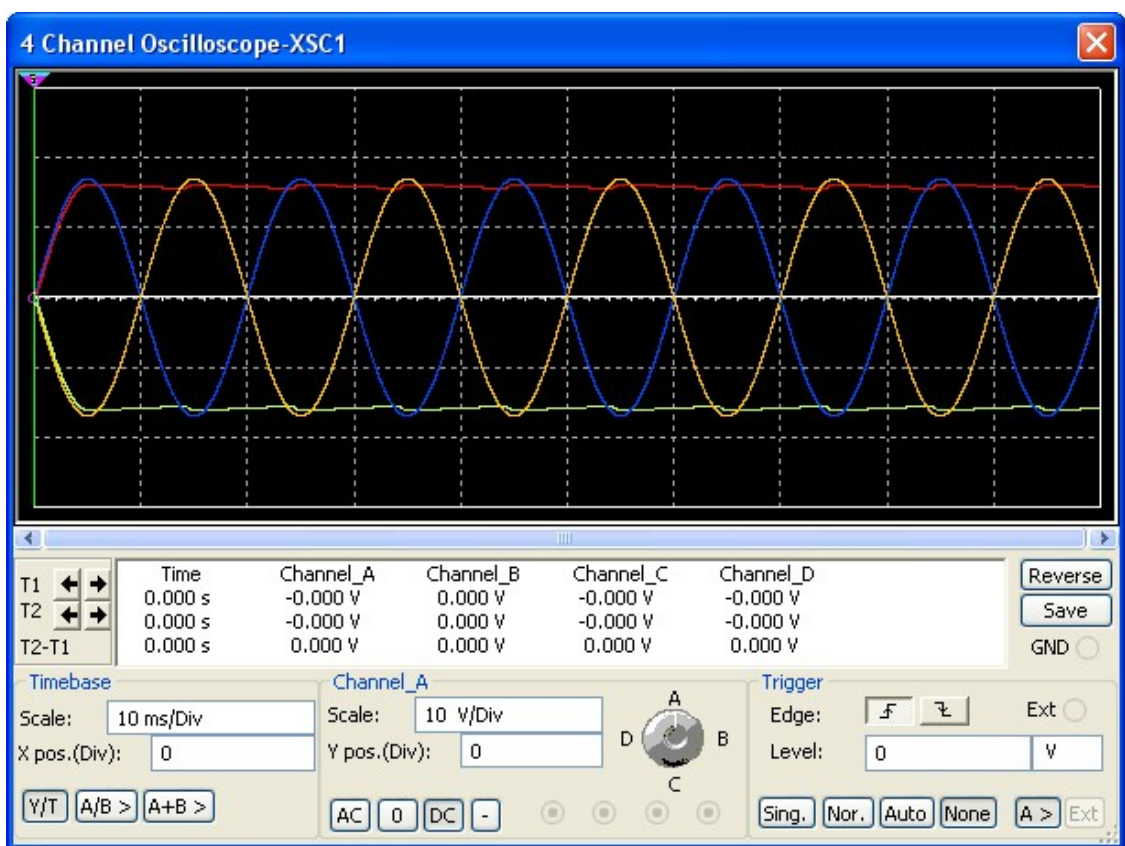 4 Channel Oscilloscope-XSC1
T1
T2
T2-T1
Time Channel_A Channel_B Channel_C Channel_D
0.000 s -0.000 V 0.000 V -0.000 V -0.000 V
0.000 s -0.000 V 0.000 V -0.000 V -0.000 V
0.000 s 0.000 V 0.000 V 0.000 V 0.000 V
Reverse
Save
GND
Timebase
Scale: 10 ms/Div
X pos.(Div): 0
Y/T A/B > A+B >
Channel_A
Scale: 10 V/Div
Y pos.(Div): 0
AC 0 DC -
A
D B
C
Trigger
Edge: Ext
Level: 0 V
Sing. Nor. Auto None A > Ext